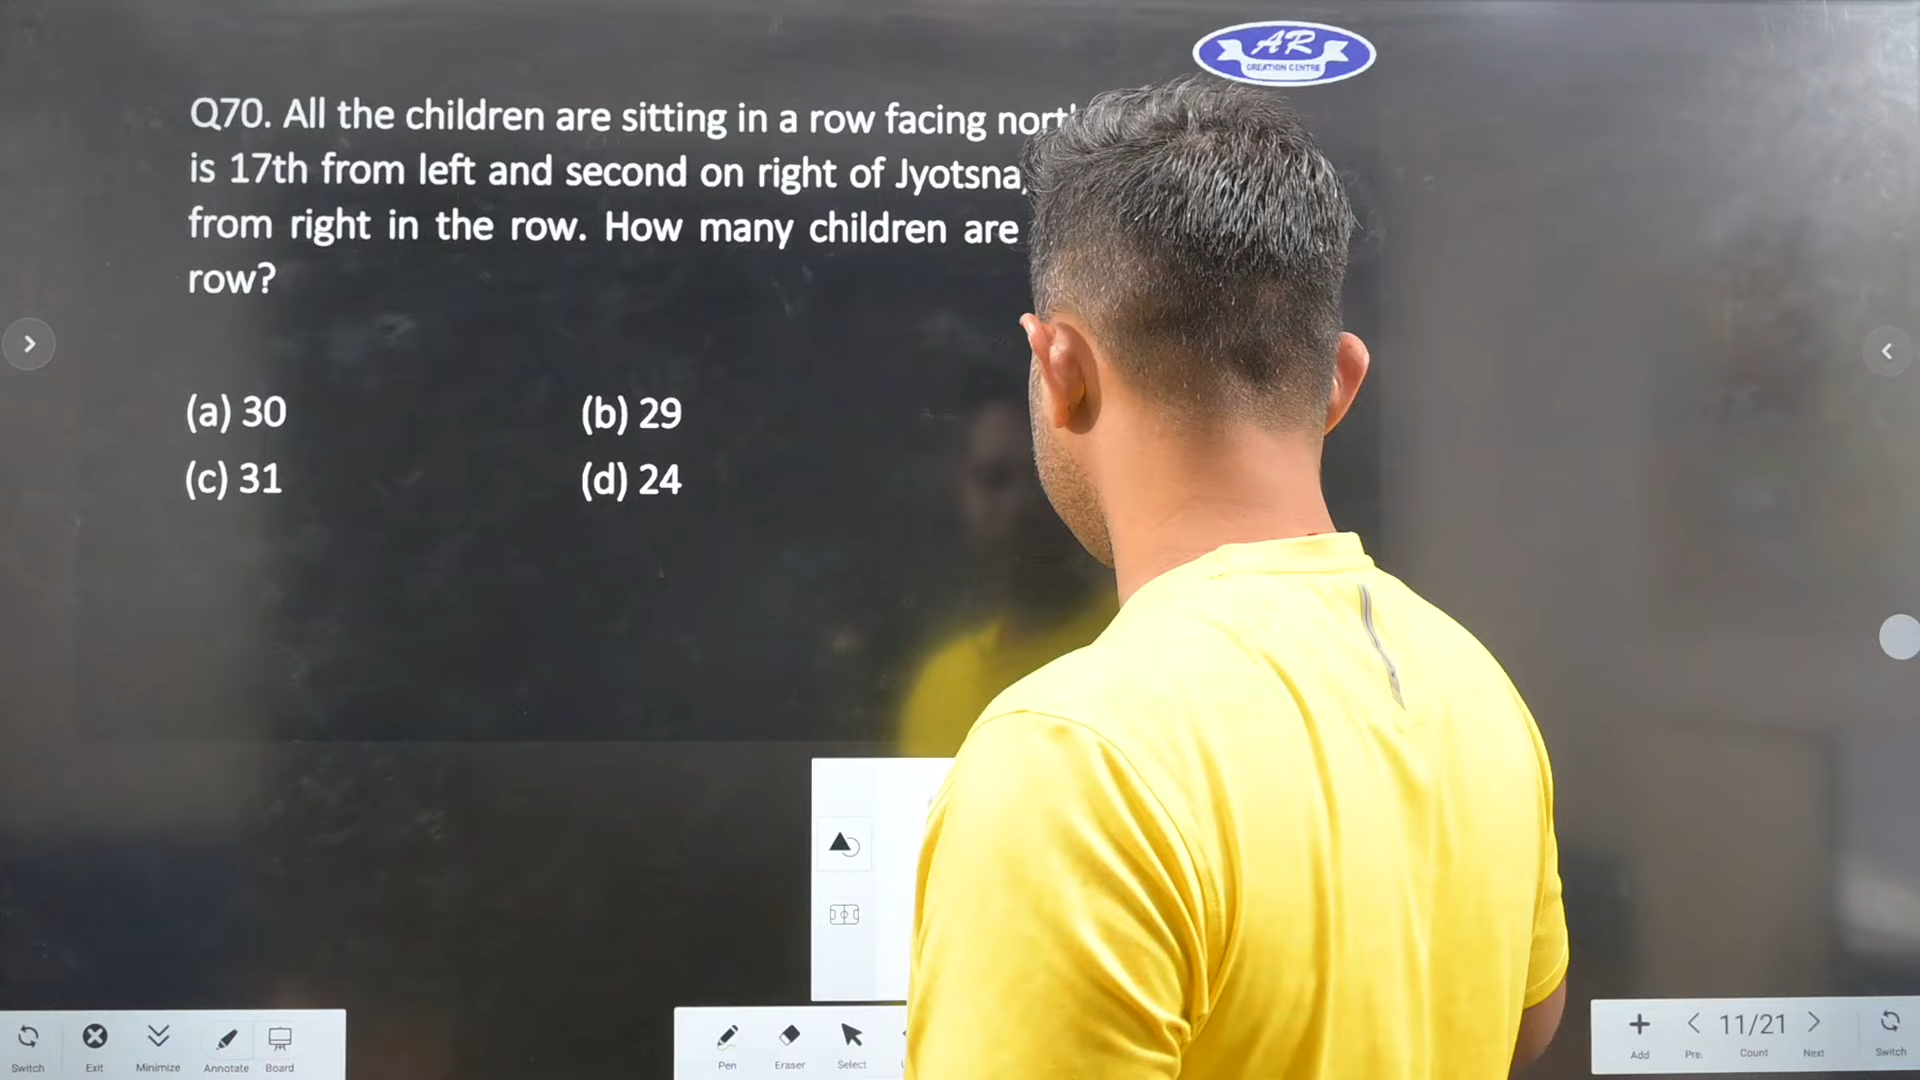 AR
CREATION CENTRE
Q70. All the children are sitting in a row facing
is 17th from left and second on right of Jyotsna,
from right in the row. How many children are
row?
(a) 30
(b) 29
(c) 31
(d) 24
Switch
Exit
Minimize
Annotate
Board
Pen
Eraser
Select
11/21
Add
Pre.
Count
Next
Switch